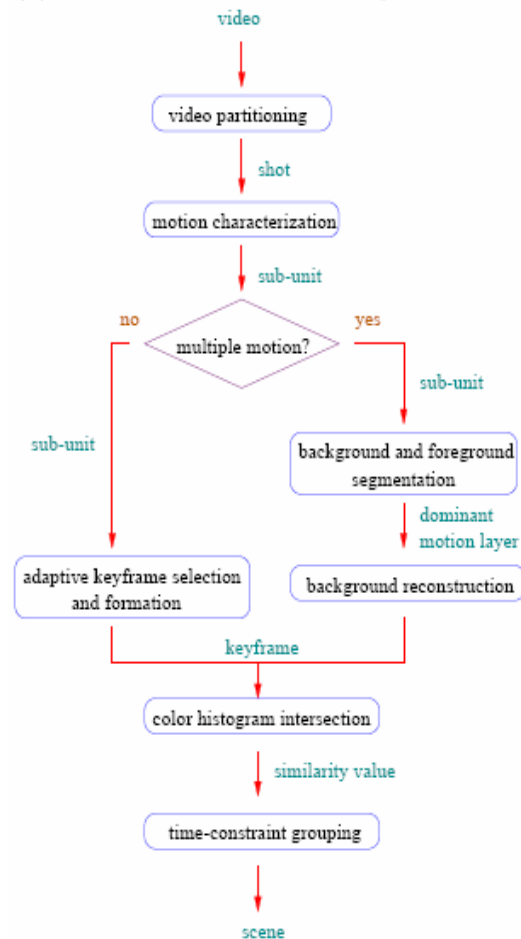 video
video partitioning
shot
motion characterization
sub-unit
no
yes
multiple motion?
sub-unit
sub-unit
background and foreground
segmentation
dominant
motion layer
adaptive keyframe selection
and formation
background reconstruction
keyframe
color histogram intersection
similarity value
time-constraint grouping
scene